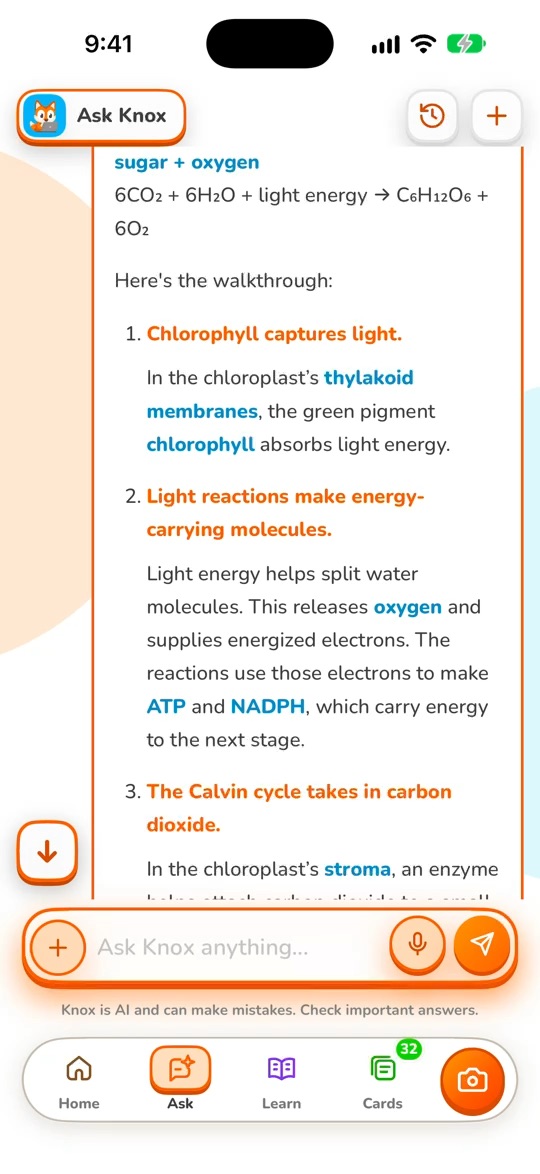 9:41
Ask Knox
sugar + oxygen
6CO₂ + 6H₂O + light energy → C₆H₁₂O₆ +
6O₂
Here's the walkthrough:
1. Chlorophyll captures light.
In the chloroplast’s thylakoid
membranes, the green pigment
chlorophyll absorbs light energy.
2. Light reactions make energy-
carrying molecules.
Light energy helps split water
molecules. This releases oxygen and
supplies energized electrons. The
reactions use those electrons to make
ATP and NADPH, which carry energy
to the next stage.
3. The Calvin cycle takes in carbon
dioxide.
In the chloroplast’s stroma, an enzyme
Ask Knox anything...
Knox is AI and can make mistakes. Check important answers.
32
Home
Ask
Learn
Cards